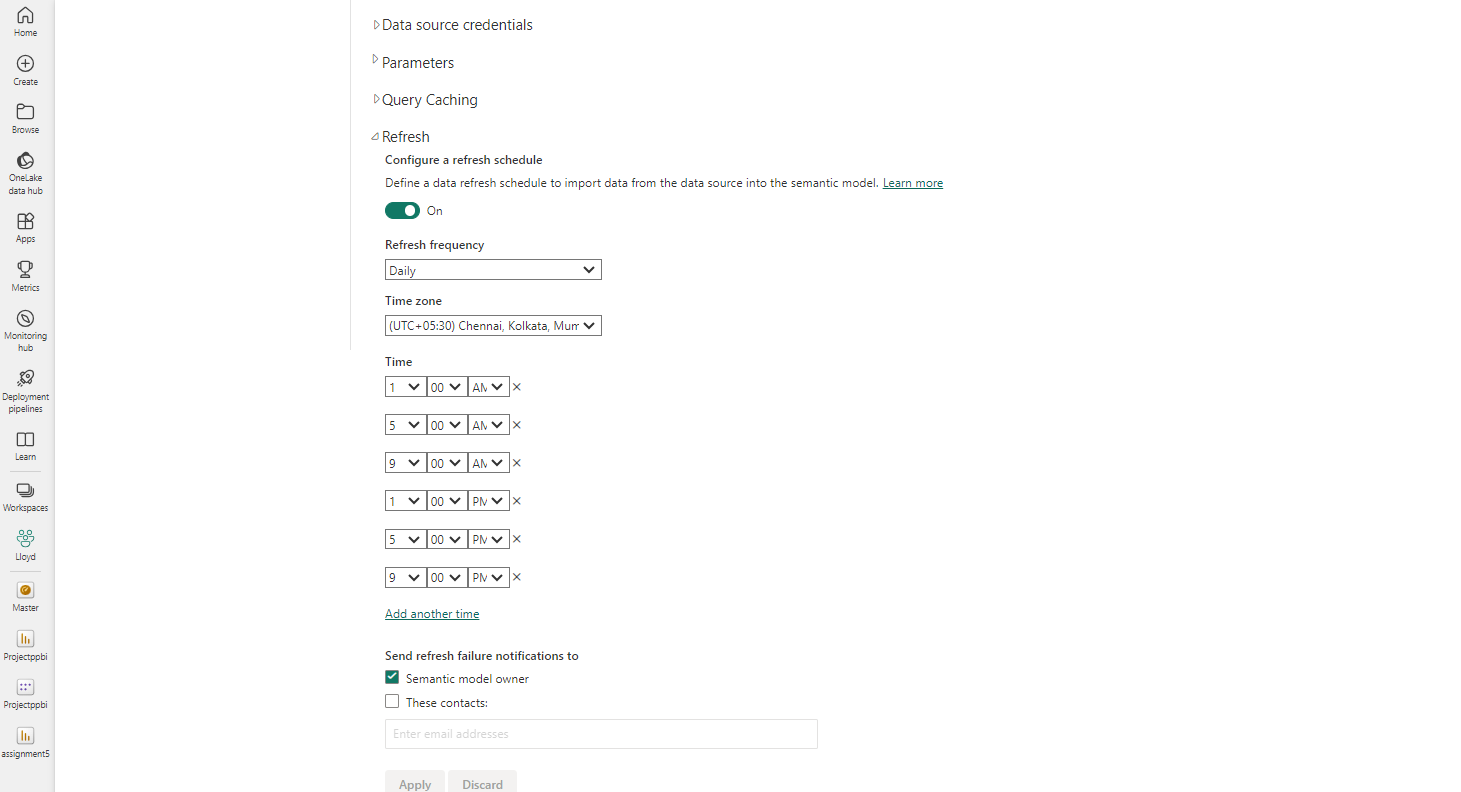 Home
Create
Browse
OneLake
data hub
Apps
Metrics
Monitoring
hub
Deployment
pipelines
Learn
Workspaces
Lloyd
Master
Projectppbi
Projectppbi
assignment5
Data source credentials
Parameters
Query Caching
Refresh
Configure a refresh schedule
Define a data refresh schedule to import data from the data source into the semantic model. Learn more
On
Refresh frequency
Daily
Time zone
(UTC+05:30) Chennai, Kolkata, Mum
Time
1 00 AM
5 00 AM
9 00 AM
1 00 PM
5 00 PM
9 00 PM
Add another time
Send refresh failure notifications to
Semantic model owner
These contacts:
Enter email addresses
Apply Discard